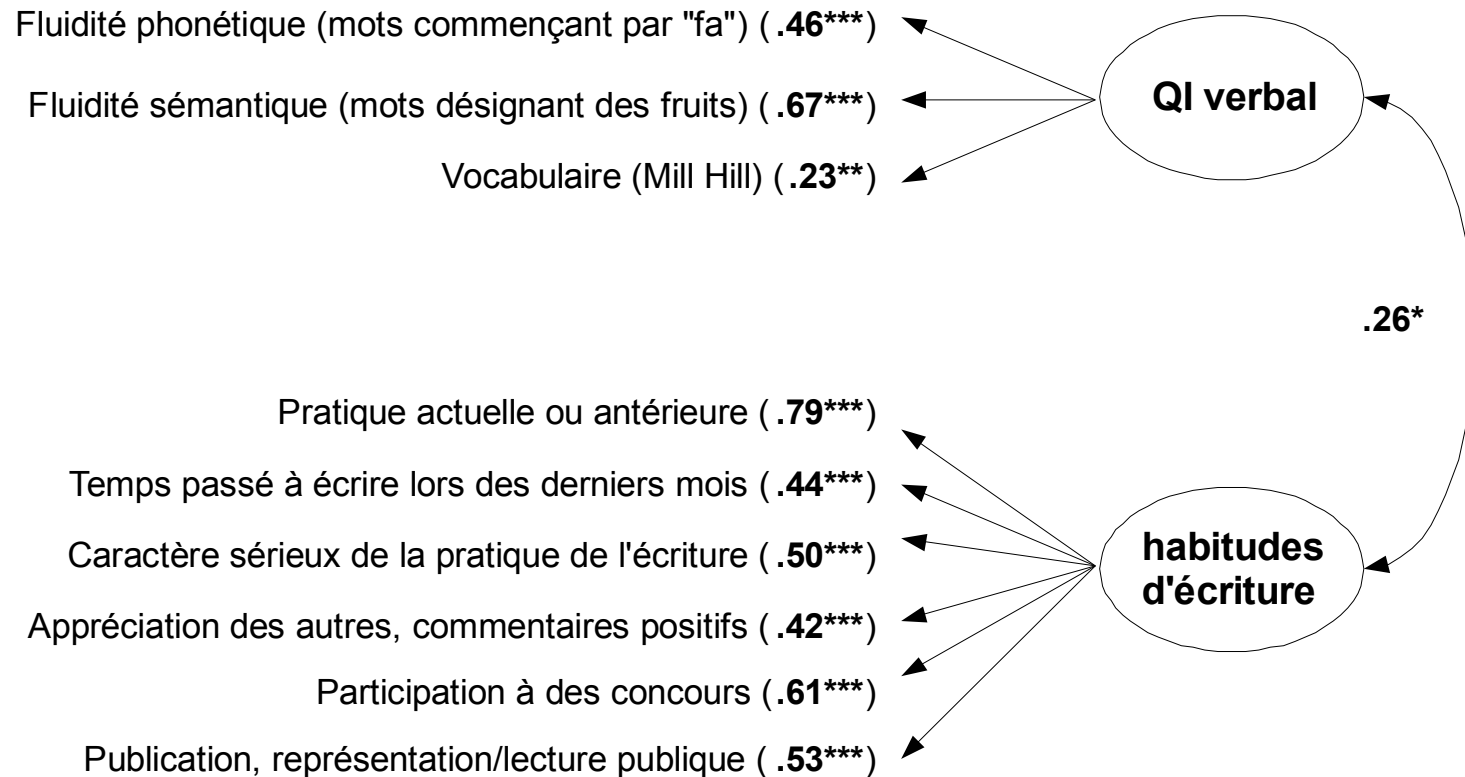 Fluidité phonétique (mots commençant par "fa") ( .46***)
QI verbal
Fluidité sémantique (mots désignant des fruits) ( .67***)
Vocabulaire (Mill Hill) ( .23**)
.26*
Pratique actuelle ou antérieure ( .79***)
Temps passé à écrire lors des derniers mois ( .44***)
Caractère sérieux de la pratique de l'écriture ( .50***)
habitudes
d'écriture
Appréciation des autres, commentaires positifs ( .42***)
Participation à des concours ( .61***)
Publication, représentation/lecture publique ( .53***)